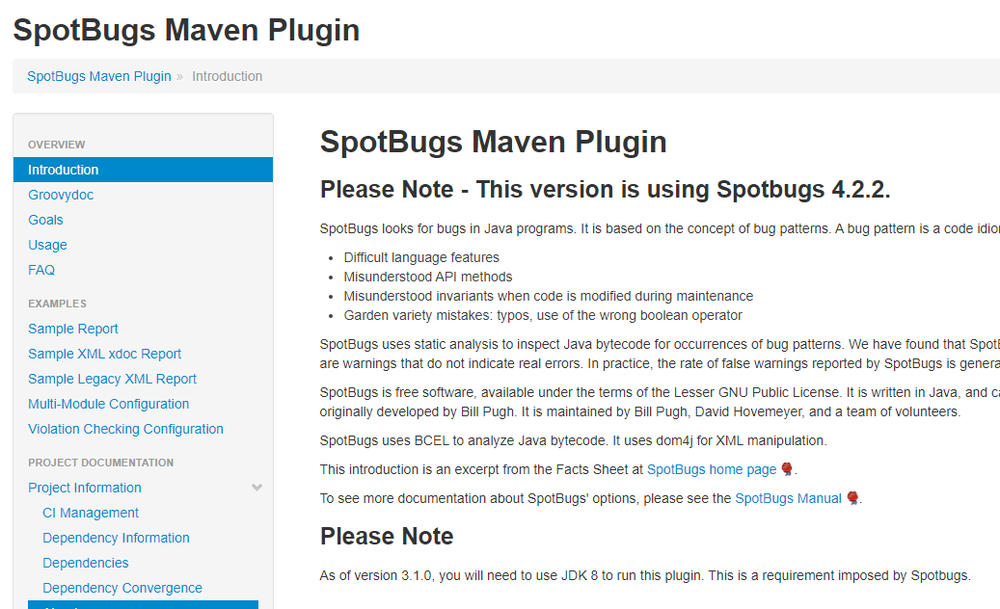 SpotBugs Maven Plugin
SpotBugs Maven Plugin » Introduction
OVERVIEW
Introduction
Groovydoc
Goals
Usage
FAQ
EXAMPLES
Sample Report
Sample XML xdoc Report
Sample Legacy XML Report
Multi-Module Configuration
Violation Checking Configuration
PROJECT DOCUMENTATION
Project Information
CI Management
Dependency Information
Dependencies
Dependency Convergence
SpotBugs Maven Plugin
Please Note - This version is using Spotbugs 4.2.2.
SpotBugs looks for bugs in Java programs. It is based on the concept of bug patterns. A bug pattern is a code
• Difficult language features
• Misunderstood API methods
• Misunderstood invariants when code is modified during maintenance
• Garden variety mistakes: typos, use of the wrong boolean operator
SpotBugs uses static analysis to inspect Java bytecode for occurrences of bug patterns. We have found that
are warnings that do not indicate real errors. In practice, the rate of false warnings reported by SpotBugs is
SpotBugs is free software, available under the terms of the Lesser GNU Public License. It is written in Java, and
originally developed by Bill Pugh. It is maintained by Bill Pugh, David Hovemeyer, and a team of volunteers.
SpotBugs uses BCEL to analyze Java bytecode. It uses dom4j for XML manipulation.
This introduction is an excerpt from the Facts Sheet at SpotBugs home page .
To see more documentation about SpotBugs' options, please see the SpotBugs Manual .
Please Note
As of version 3.1.0, you will need to use JDK 8 to run this plugin. This is a requirement imposed by Spotbugs.